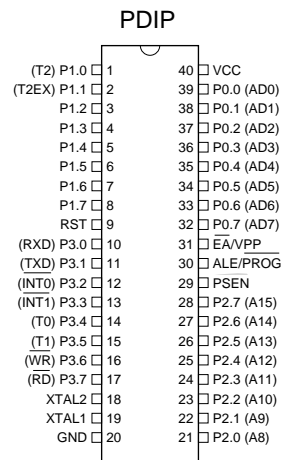 PDIP
(T2) P1.0 1 40 VCC
(T2EX) P1.1 2 39 P0.0 (AD0)
P1.2 3 38 P0.1 (AD1)
P1.3 4 37 P0.2 (AD2)
P1.4 5 36 P0.3 (AD3)
P1.5 6 35 P0.4 (AD4)
P1.6 7 34 P0.5 (AD5)
P1.7 8 33 P0.6 (AD6)
RST 9 32 P0.7 (AD7)
(RXD) P3.0 10 31 E̅A̅/VPP
(TXD) P3.1 11 30 ALE/P̅R̅O̅G̅
(I̅N̅T̅0̅) P3.2 12 29 P̅S̅E̅N̅
(I̅N̅T̅1̅) P3.3 13 28 P2.7 (A15)
(T0) P3.4 14 27 P2.6 (A14)
(T1) P3.5 15 26 P2.5 (A13)
(W̅R̅) P3.6 16 25 P2.4 (A12)
(R̅D̅) P3.7 17 24 P2.3 (A11)
XTAL2 18 23 P2.2 (A10)
XTAL1 19 22 P2.1 (A9)
GND 20 21 P2.0 (A8)